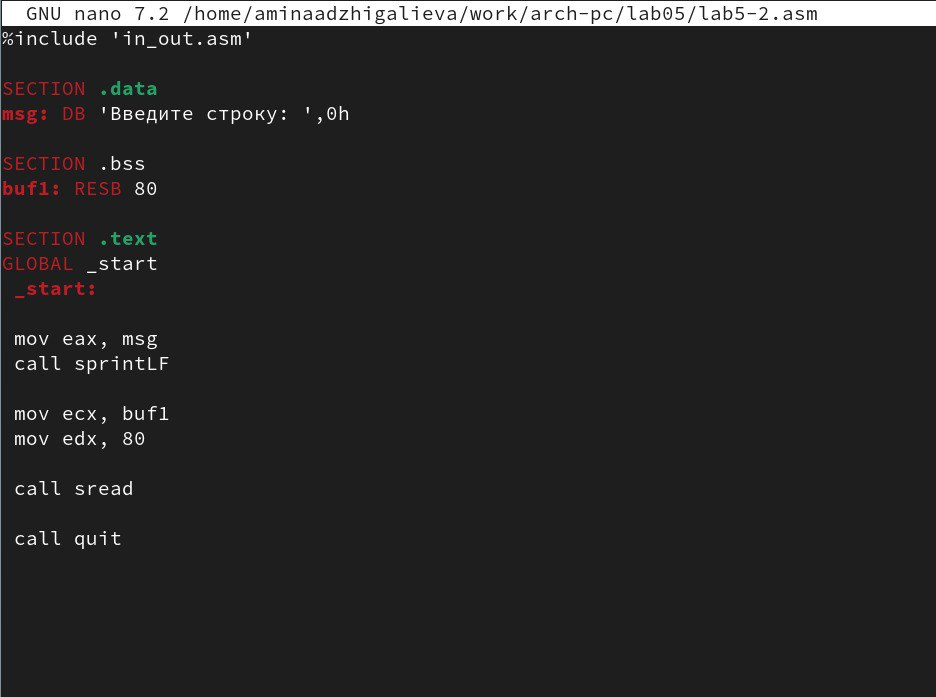 GNU nano 7.2 /home/aminaadzhigalieva/work/arch-pc/lab05/lab5-2.asm
%include 'in_out.asm'
SECTION .data
msg: DB 'Введите строку: ',0h
SECTION .bss
buf1: RESB 80
SECTION .text
GLOBAL _start
_start:
mov eax, msg
call sprintLF
mov ecx, buf1
mov edx, 80
call sread
call quit